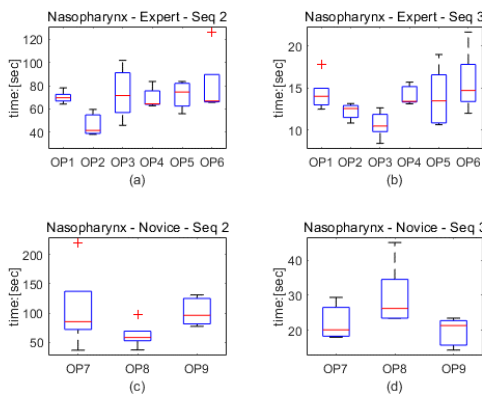 Nasopharynx - Expert - Seq 2
time:[sec]
120
100
80
60
40
OP1 OP2 OP3 OP4 OP5 OP6
(a)
Nasopharynx - Expert - Seq 3
time:[sec]
20
15
10
OP1 OP2 OP3 OP4 OP5 OP6
(b)
Nasopharynx - Novice - Seq 2
time:[sec]
200
150
100
50
OP7 OP8 OP9
(c)
Nasopharynx - Novice - Seq 3
time:[sec]
40
30
20
OP7 OP8 OP9
(d)